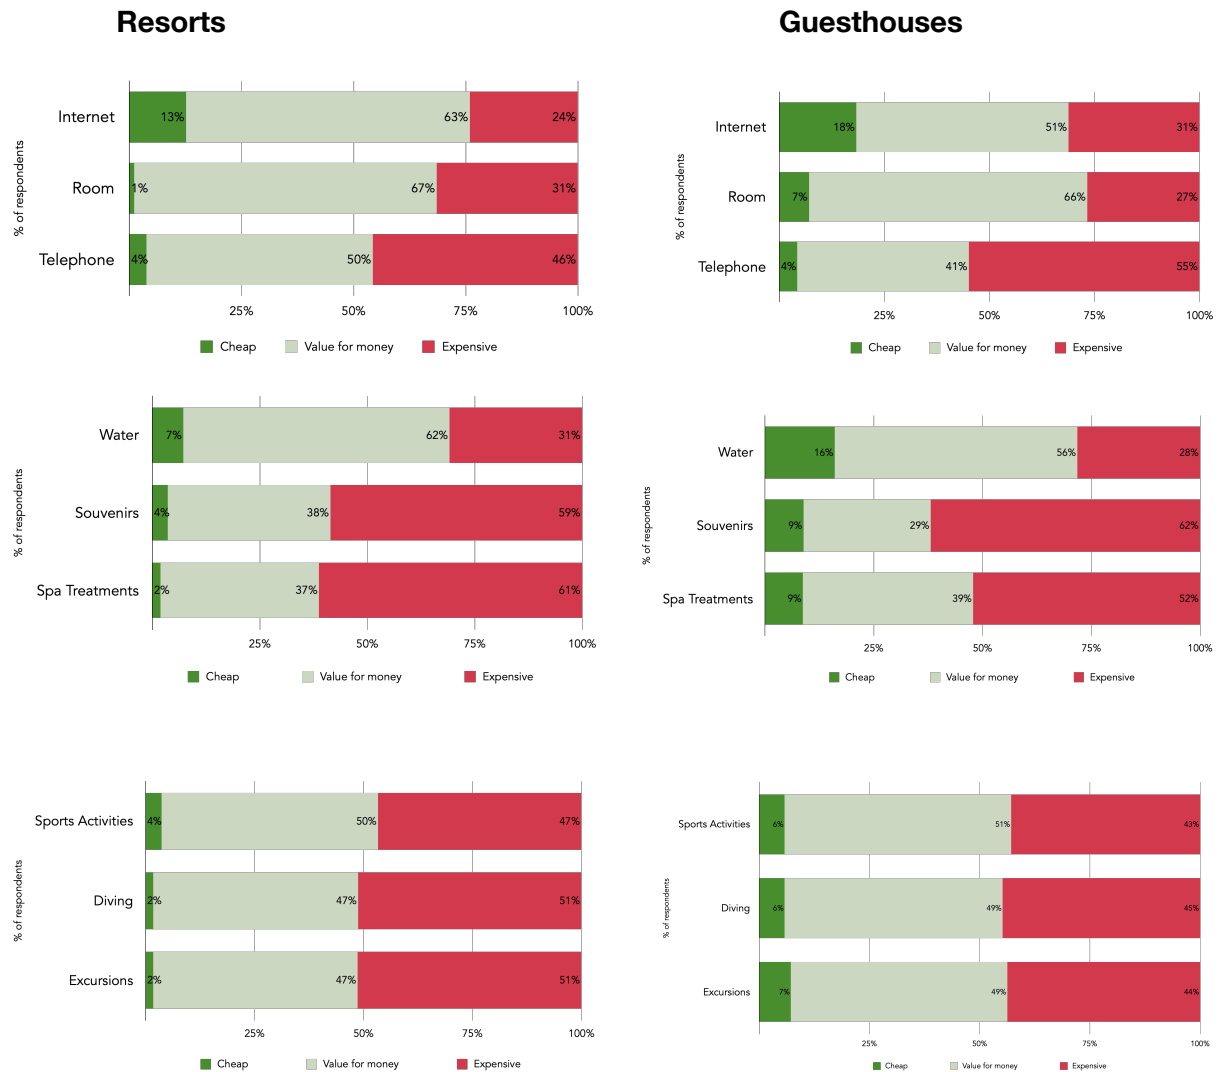 Resorts
Guesthouses
% of respondents
Internet 13% 63% 24%
Room 1% 67% 31%
Telephone 4% 50% 46%
25% 50% 75% 100%
Cheap Value for money Expensive
% of respondents
Internet 18% 51% 31%
Room 7% 66% 27%
Telephone 4% 41% 55%
25% 50% 75% 100%
Cheap Value for money Expensive
% of respondents
Water 7% 62% 31%
Souvenirs 4% 38% 59%
Spa Treatments 2% 37% 61%
25% 50% 75% 100%
Cheap Value for money Expensive
% of respondents
Water 16% 56% 28%
Souvenirs 9% 29% 62%
Spa Treatments 9% 39% 52%
25% 50% 75% 100%
Cheap Value for money Expensive
% of respondents
Sports Activities 4% 50% 47%
Diving 2% 47% 51%
Excursions 2% 47% 51%
25% 50% 75% 100%
Cheap Value for money Expensive
% of respondents
Sports Activities 6% 51% 43%
Diving 6% 49% 45%
Excursions 7% 49% 44%
25% 50% 75% 100%
Cheap Value for money Expensive